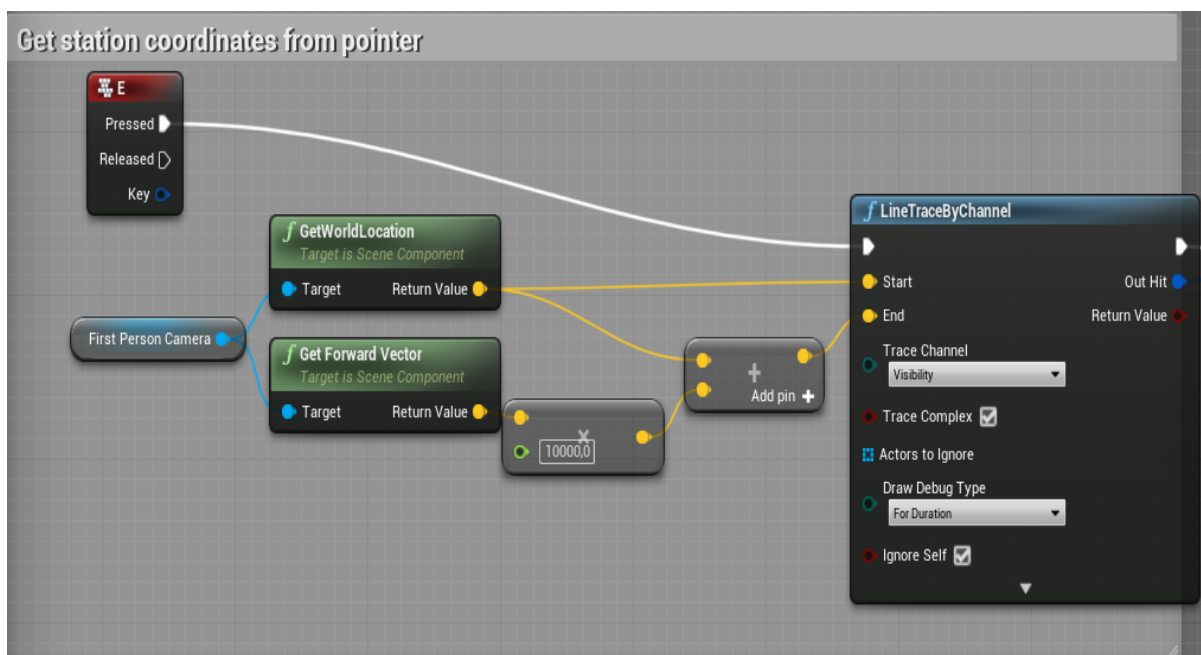 Get station coordinates from pointer
E
Pressed
Released
Key
GetWorldLocation
Target is Scene Component
Target Return Value
First Person Camera
Get Forward Vector
Target is Scene Component
Target Return Value
×
10000,0
+
Add pin +
LineTraceByChannel
Start Out Hit
End Return Value
Trace Channel
Visibility
Trace Complex
Actors to Ignore
Draw Debug Type
For Duration
Ignore Self